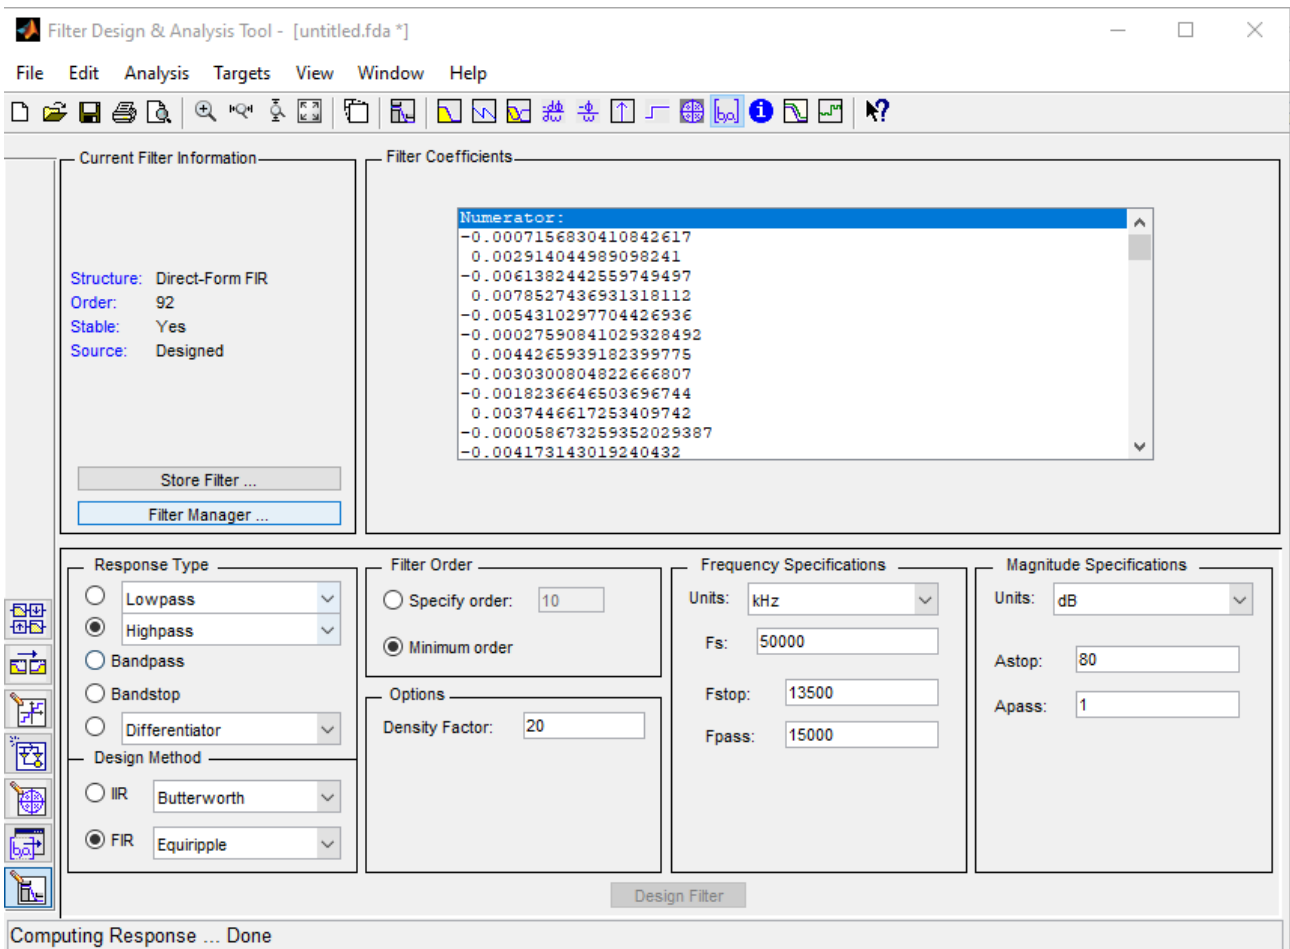 Filter Design & Analysis Tool - [untitled.fda *]
File Edit Analysis Targets View Window Help
Current Filter Information
Structure: Direct-Form FIR
Order: 92
Stable: Yes
Source: Designed
Store Filter ...
Filter Manager ...
Filter Coefficients
Numerator:
-0.0007156830410842617
0.002914044989098241
-0.0061382442559749497
0.0078527436931318112
-0.0054310297704426936
-0.00027590841029328492
0.0044265939182399775
-0.0030300804822666807
-0.001823664650369674​4
0.003744661725340974​2
-0.000058673259352029387
-0.004173143019240432
Response Type
Lowpass
Highpass
Bandpass
Bandstop
Differentiator
Design Method
IIR Butterworth
FIR Equiripple
Filter Order
Specify order: 10
Minimum order
Options
Density Factor: 20
Frequency Specifications
Units: kHz
Fs: 50000
Fstop: 13500
Fpass: 15000
Magnitude Specifications
Units: dB
Astop: 80
Apass: 1
Design Filter
Computing Response ... Done